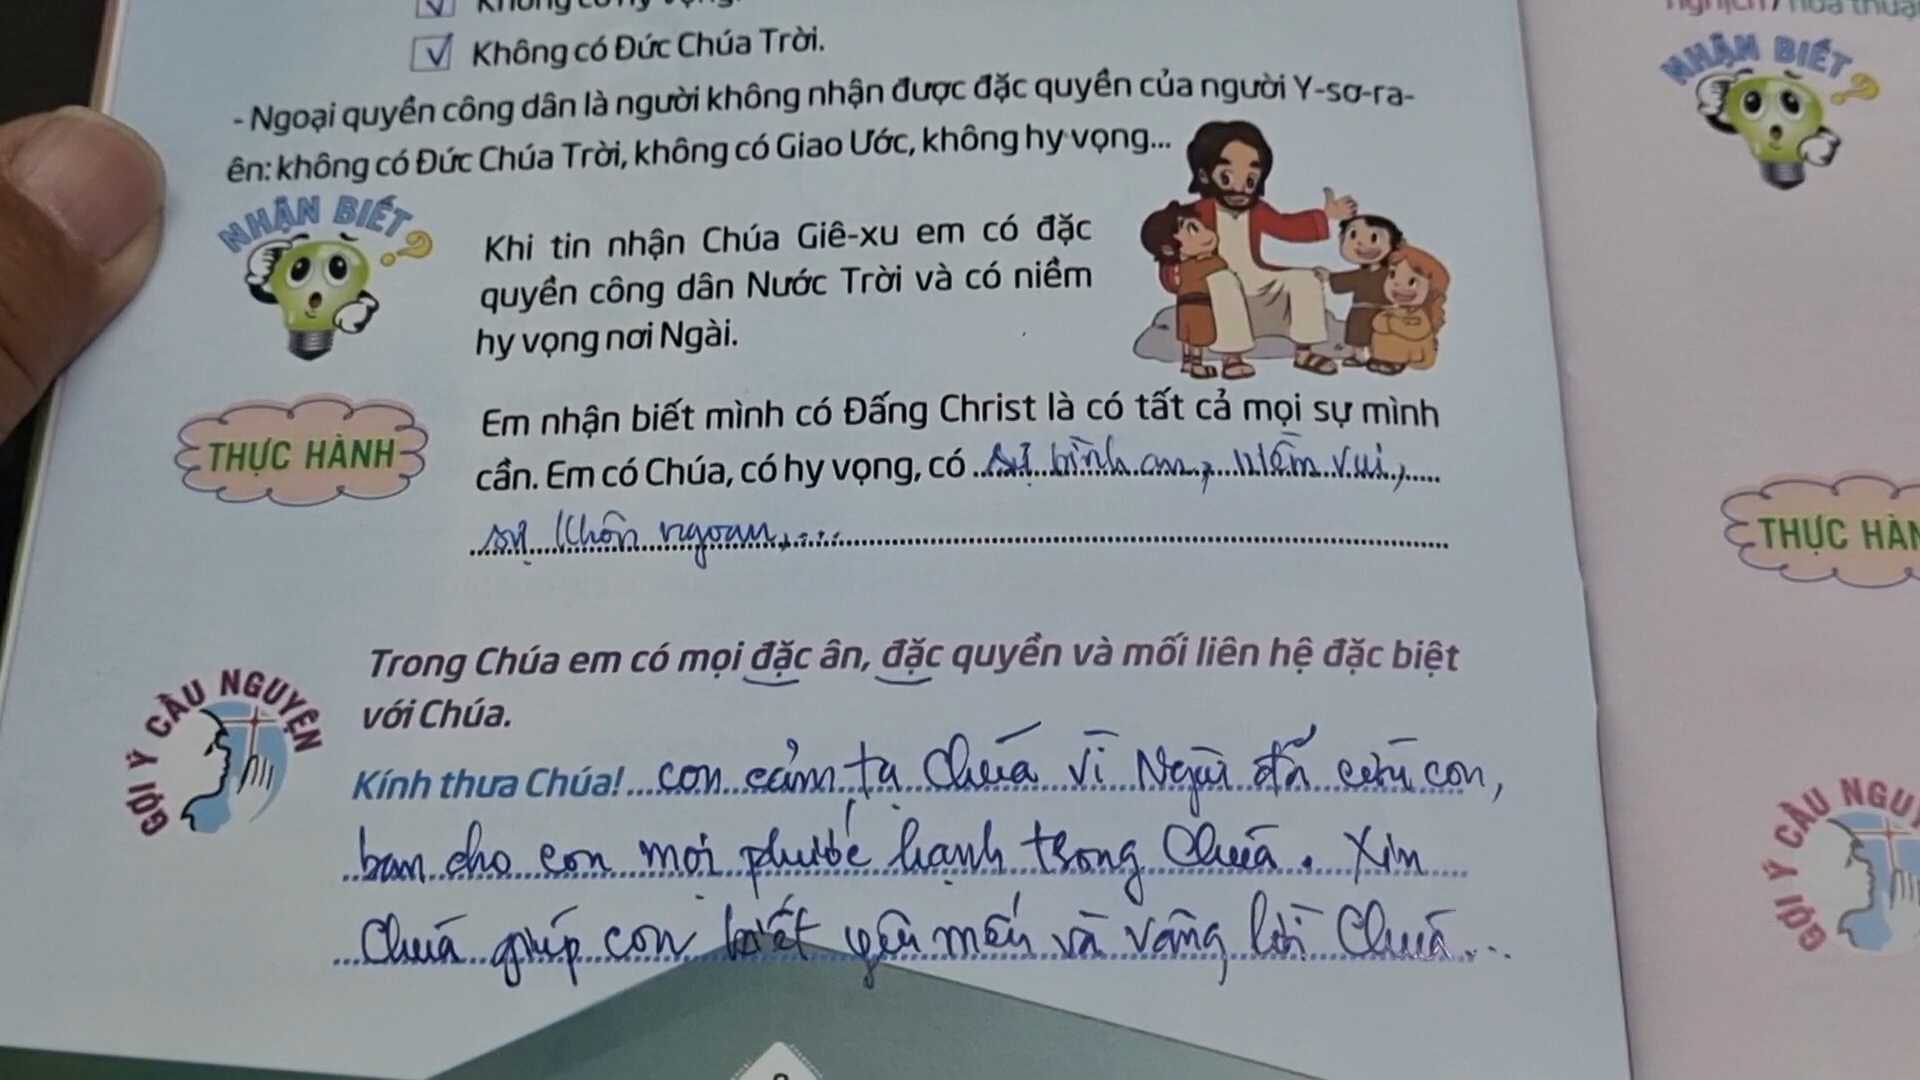 Không có hy vọng.
Không có Đức Chúa Trời.
- Ngoại quyền công dân là người không nhận được đặc quyền của người Y-sơ-ra-
ên: không có Đức Chúa Trời, không có Giao Ước, không hy vọng...
NHẬN BIẾT ?
Khi tin nhận Chúa Giê-xu em có đặc
quyền công dân Nước Trời và có niềm
hy vọng nơi Ngài.
THỰC HÀNH
Em nhận biết mình có Đấng Christ là có tất cả mọi sự mình
cần. Em có Chúa, có hy vọng, có sự bình an, niềm vui,
sự khôn ngoan,...
GỢI Ý CẦU NGUYỆN
Trong Chúa em có mọi đặc ân, đặc quyền và mối liên hệ đặc biệt
với Chúa.
Kính thưa Chúa! con cảm tạ Chúa vì Ngài đã cứu con,
ban cho con mọi phước hạnh trong Chúa. Xin
Chúa giúp con biết yêu mến và vâng lời Chúa...
NHẬN BIẾT ?
THỰC HÀN
GỢI Ý CẦU NGUY